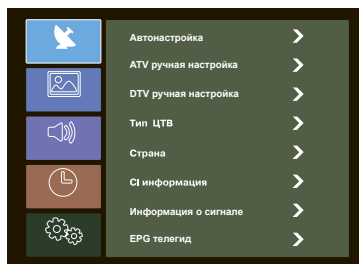 Автонастройка
ATV ручная настройка
DTV ручная настройка
Тип ЦТВ
Страна
CI информация
Информация о сигнале
EPG телегид